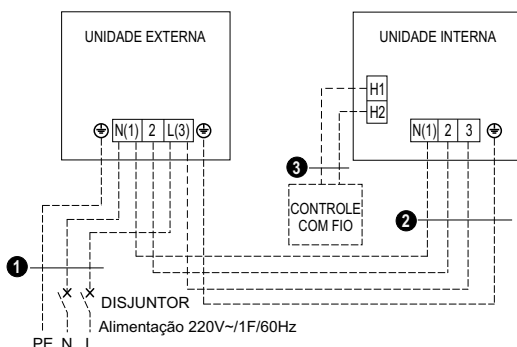 UNIDADE EXTERNA
UNIDADE INTERNA
H1
H2
N(1) 2 L(3)
N(1) 2 3
3
CONTROLE
COM FIO
2
1
DISJUNTOR
Alimentação 220V~/1F/60Hz
PE N L